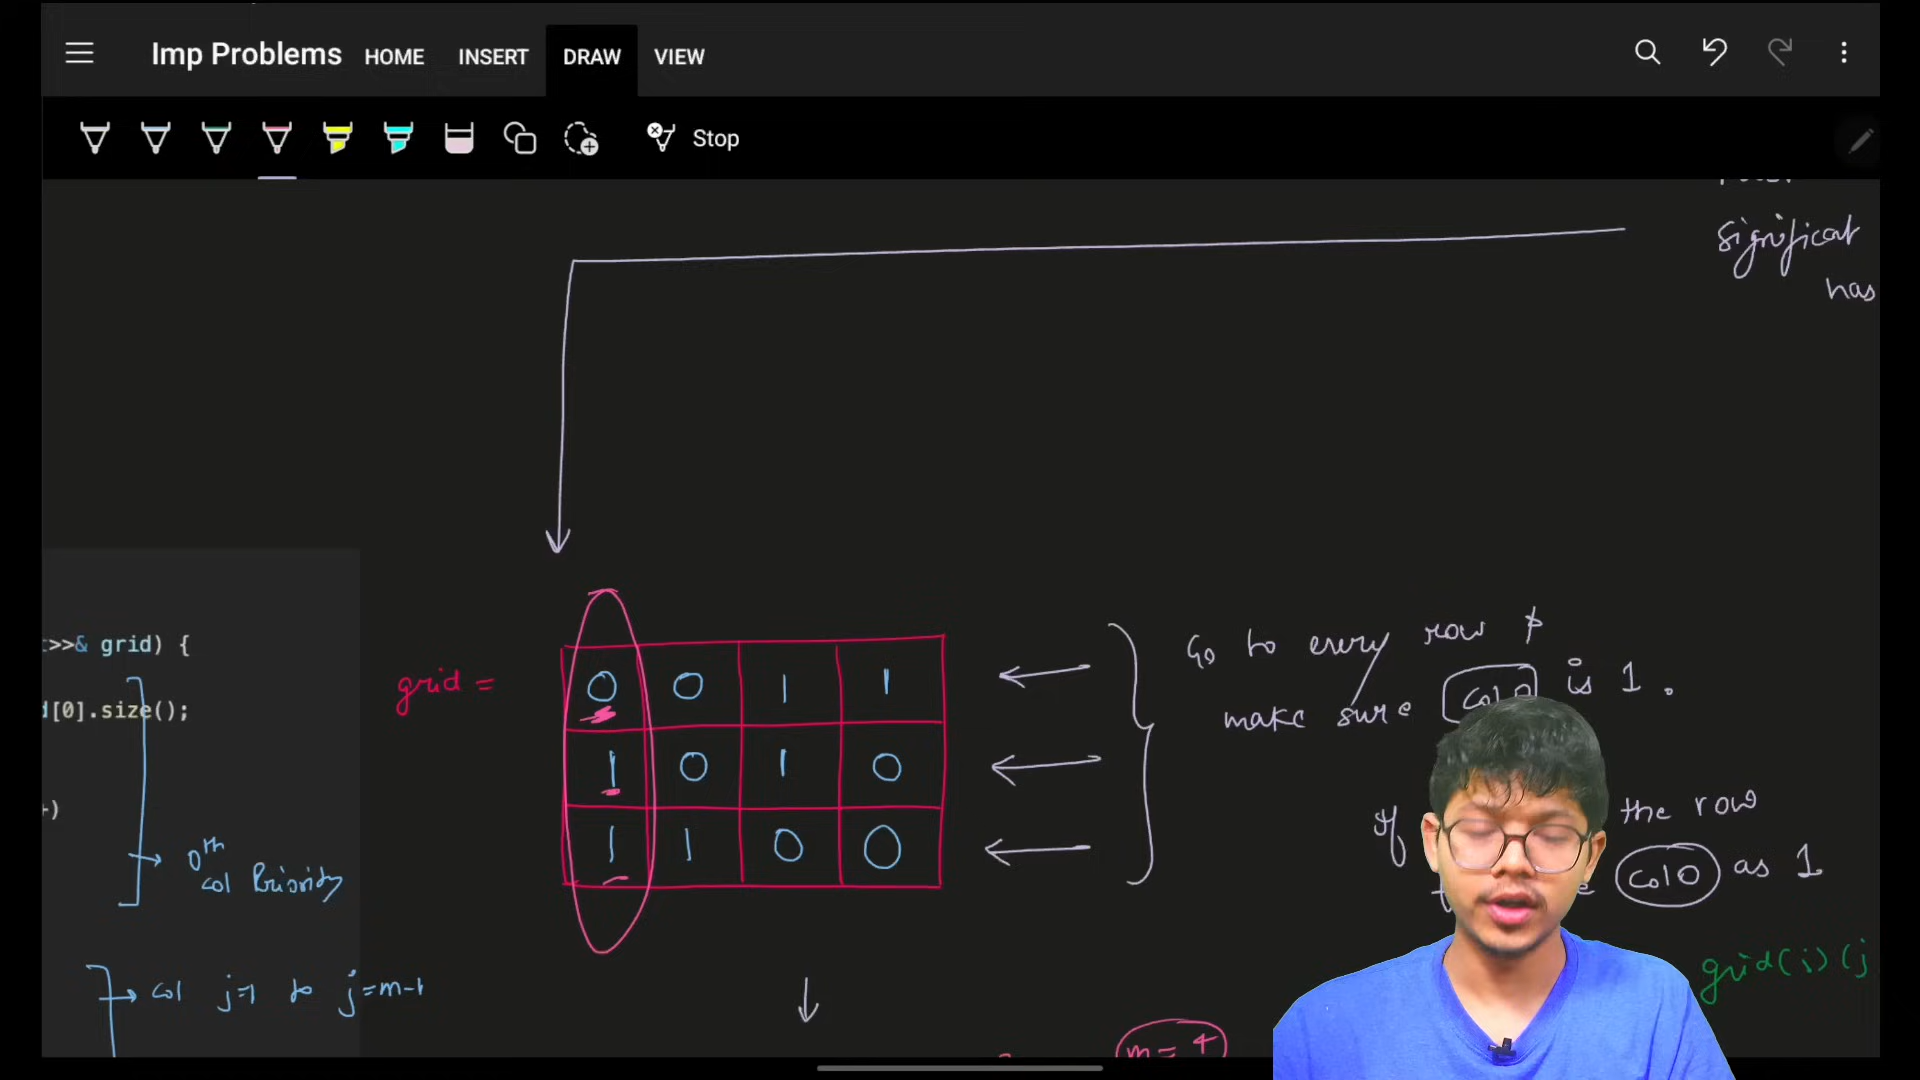 Imp Problems HOME INSERT DRAW VIEW
Stop
significat
has
>>& grid) {
[0].size();
+)
0th
col Priority
col j=1 to j=m-1
grid =
0 0 1 1
1 0 1 0
1 1 0 0
Go to every row &
make sure col 0 is 1.
If the row
col 0 as 1
grid(i)(j
m = 4